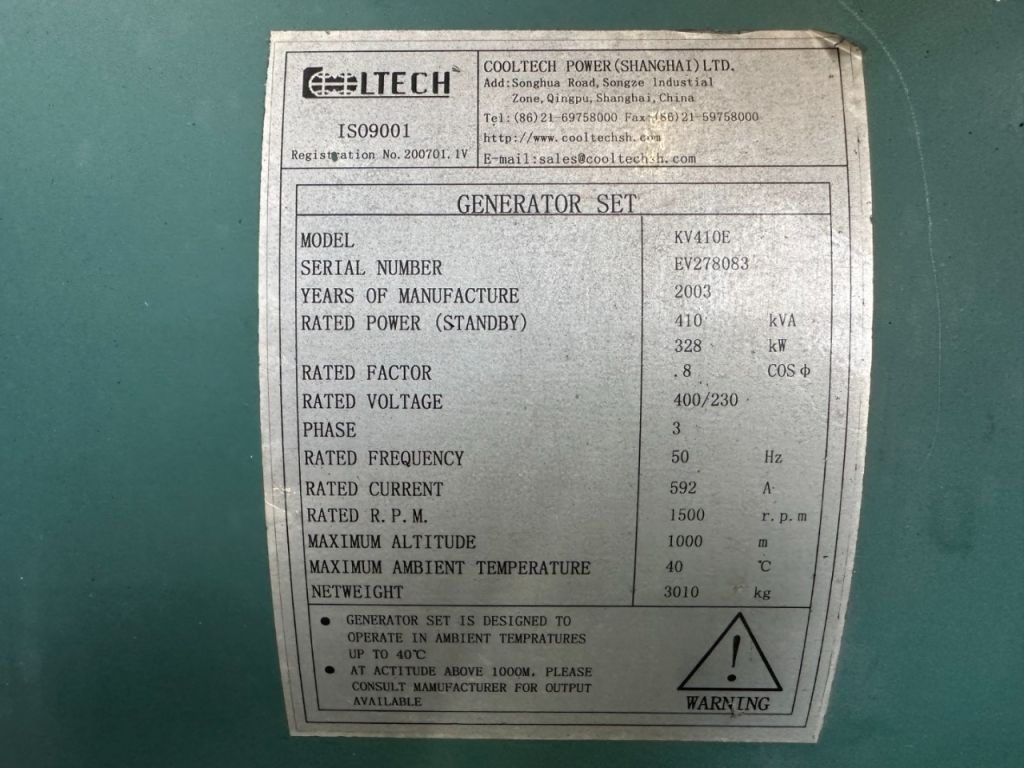 COOLTECH
ISO9001
Registration No. 200701. 1V
COOLTECH POWER(SHANGHAI)LTD.
Add:Songhua Road, Songze Industial
Zone, Qingpu, Shanghai, China
Tel:(86)21-69758000 Fax:(86)21-59758000
http://www.cooltechsh.com
E-mail:sales@cooltechsh.com
GENERATOR SET
MODEL KV410E
SERIAL NUMBER EV278083
YEARS OF MANUFACTURE 2003
RATED POWER (STANDBY) 410 kVA
328 kW
RATED FACTOR .8 COSφ
RATED VOLTAGE 400/230
PHASE 3
RATED FREQUENCY 50 Hz
RATED CURRENT 592 A
RATED R.P.M. 1500 r.p.m
MAXIMUM ALTITUDE 1000 m
MAXIMUM AMBIENT TEMPERATURE 40 ℃
NETWEIGHT 3010 kg
● GENERATOR SET IS DESIGNED TO
OPERATE IN AMBIENT TEMPRATURES
UP TO 40℃
● AT ACTITUDE ABOVE 1000M, PLEASE
CONSULT MAMUFACTURER FOR OUTPUT
AVAILABLE
!
WARNING